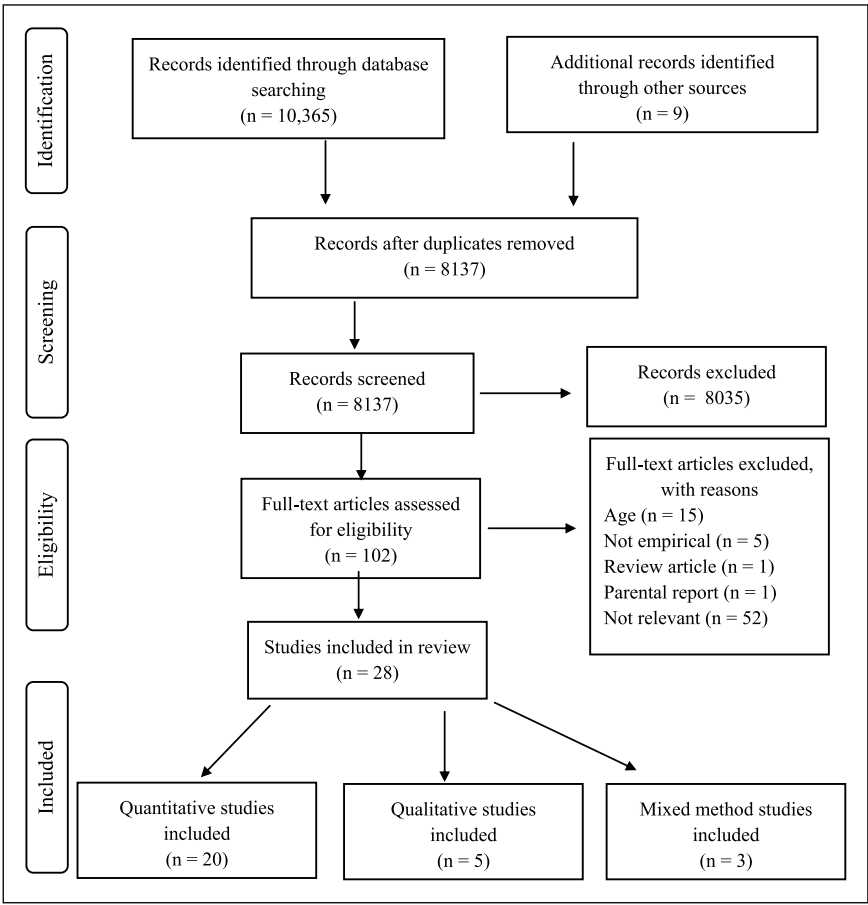 Identification
Records identified through database
searching
(n = 10,365)
Additional records identified
through other sources
(n = 9)
Screening
Records after duplicates removed
(n = 8137)
Records screened
(n = 8137)
Records excluded
(n =  8035)
Eligibility
Full-text articles assessed
for eligibility
(n = 102)
Full-text articles excluded,
with reasons
Age (n = 15)
Not empirical (n = 5)
Review article (n = 1)
Parental report (n = 1)
Not relevant (n = 52)
Studies included in review
(n = 28)
Included
Quantitative studies
included
(n = 20)
Qualitative studies
included
(n = 5)
Mixed method studies
included
(n = 3)